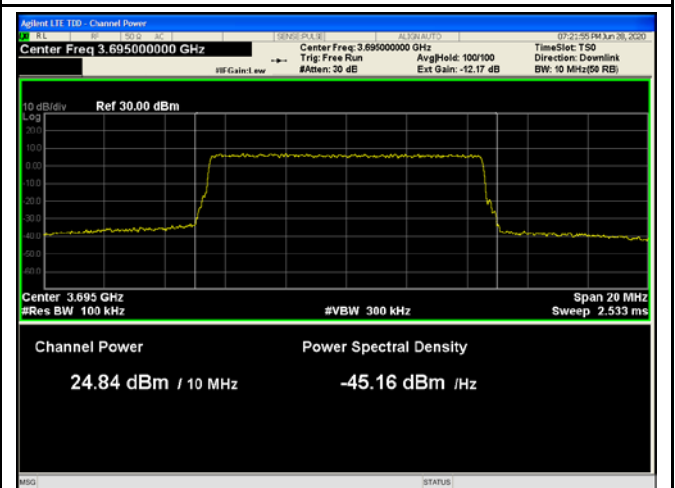 Agilent LTE TDD - Channel Power
RL RF 50 Ω AC SENSE:PULSE ALIGN AUTO 07:21:55 PM Jun 28, 2020
Center Freq 3.695000000 GHz Center Freq: 3.695000000 GHz TimeSlot: TS0
Trig: Free Run Avg|Hold: 100/100 Direction: Downlink
#IFGain:Low #Atten: 30 dB Ext Gain: -12.17 dB BW: 10 MHz(50 RB)
10 dB/div Ref 30.00 dBm
Log
20.0
10.0
0.00
-10.0
-20.0
-30.0
-40.0
-50.0
-60.0
Center 3.695 GHz Span 20 MHz
#Res BW 100 kHz #VBW 300 kHz Sweep 2.533 ms
Channel Power Power Spectral Density
24.84 dBm / 10 MHz -45.16 dBm /Hz
MSG STATUS